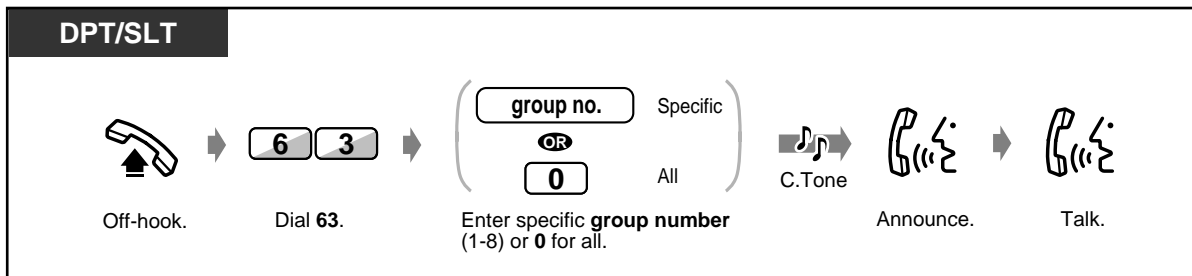 DPT/SLT
group no. Specific
OR
6 3
0 All
C.Tone
Off-hook.
Dial 63.
Enter specific group number
(1-8) or 0 for all.
Announce.
Talk.